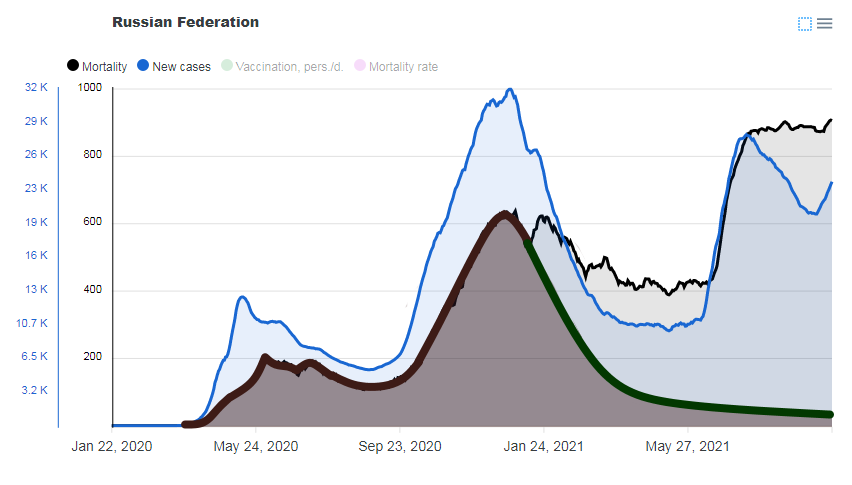 Russian Federation
Mortality New cases Vaccination, pers./d. Mortality rate
32 K 1000
29 K
26 K 800
23 K
19 K 600
16 K
13 K 400
10.7 K
6.5 K 200
3.2 K
Jan 22, 2020 May 24, 2020 Sep 23, 2020 Jan 24, 2021 May 27, 2021